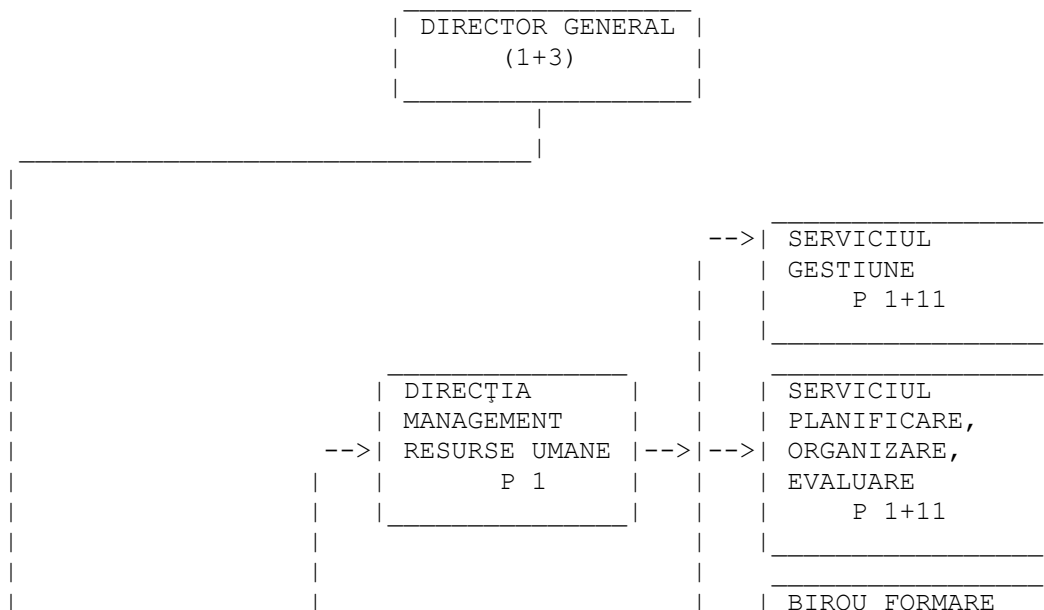 DIRECTOR GENERAL
(1+3)
SERVICIUL
GESTIUNE
P 1+11
DIRECŢIA
MANAGEMENT
RESURSE UMANE
P 1
SERVICIUL
PLANIFICARE,
ORGANIZARE,
EVALUARE
P 1+11
BIROU FORMARE